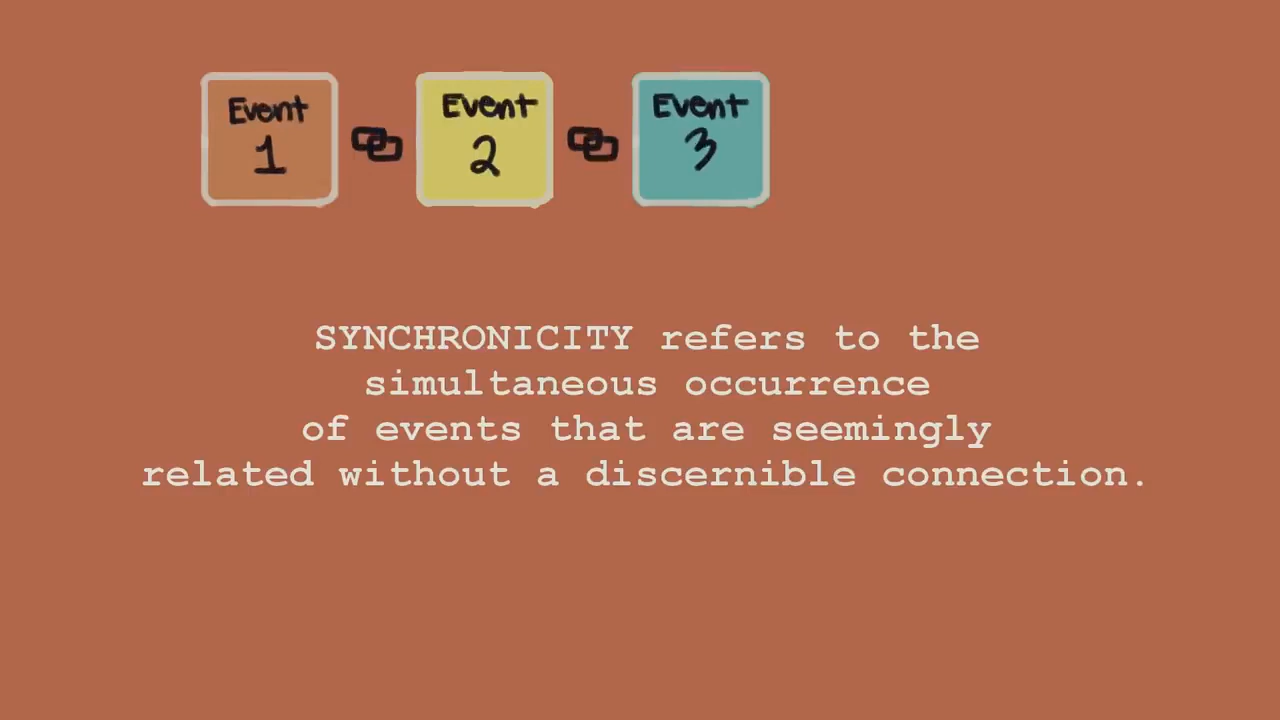 Event
1
Event
2
Event
3
SYNCHRONICITY refers to the
simultaneous occurrence
of events that are seemingly
related without a discernible connection.